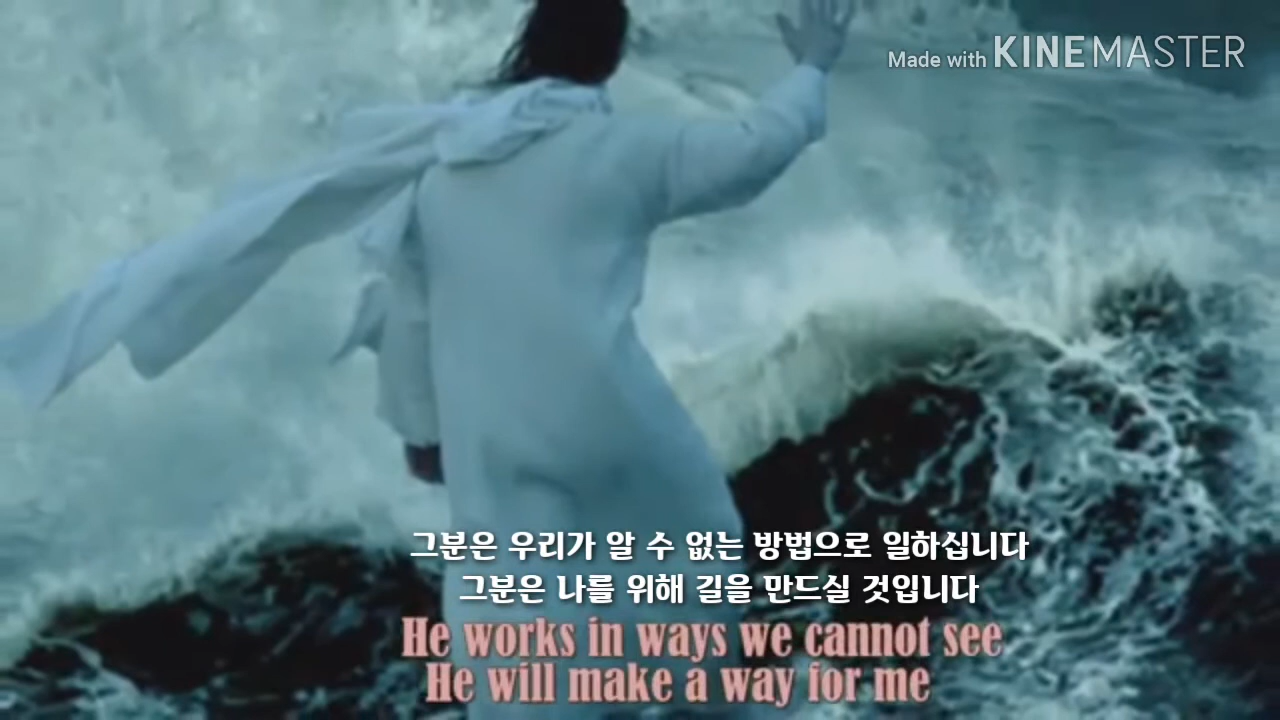 Made with KINEMASTER
그분은 우리가 알 수 없는 방법으로 일하십니다
그분은 나를 위해 길을 만드실 것입니다
He works in ways we cannot see
He will make a way for me